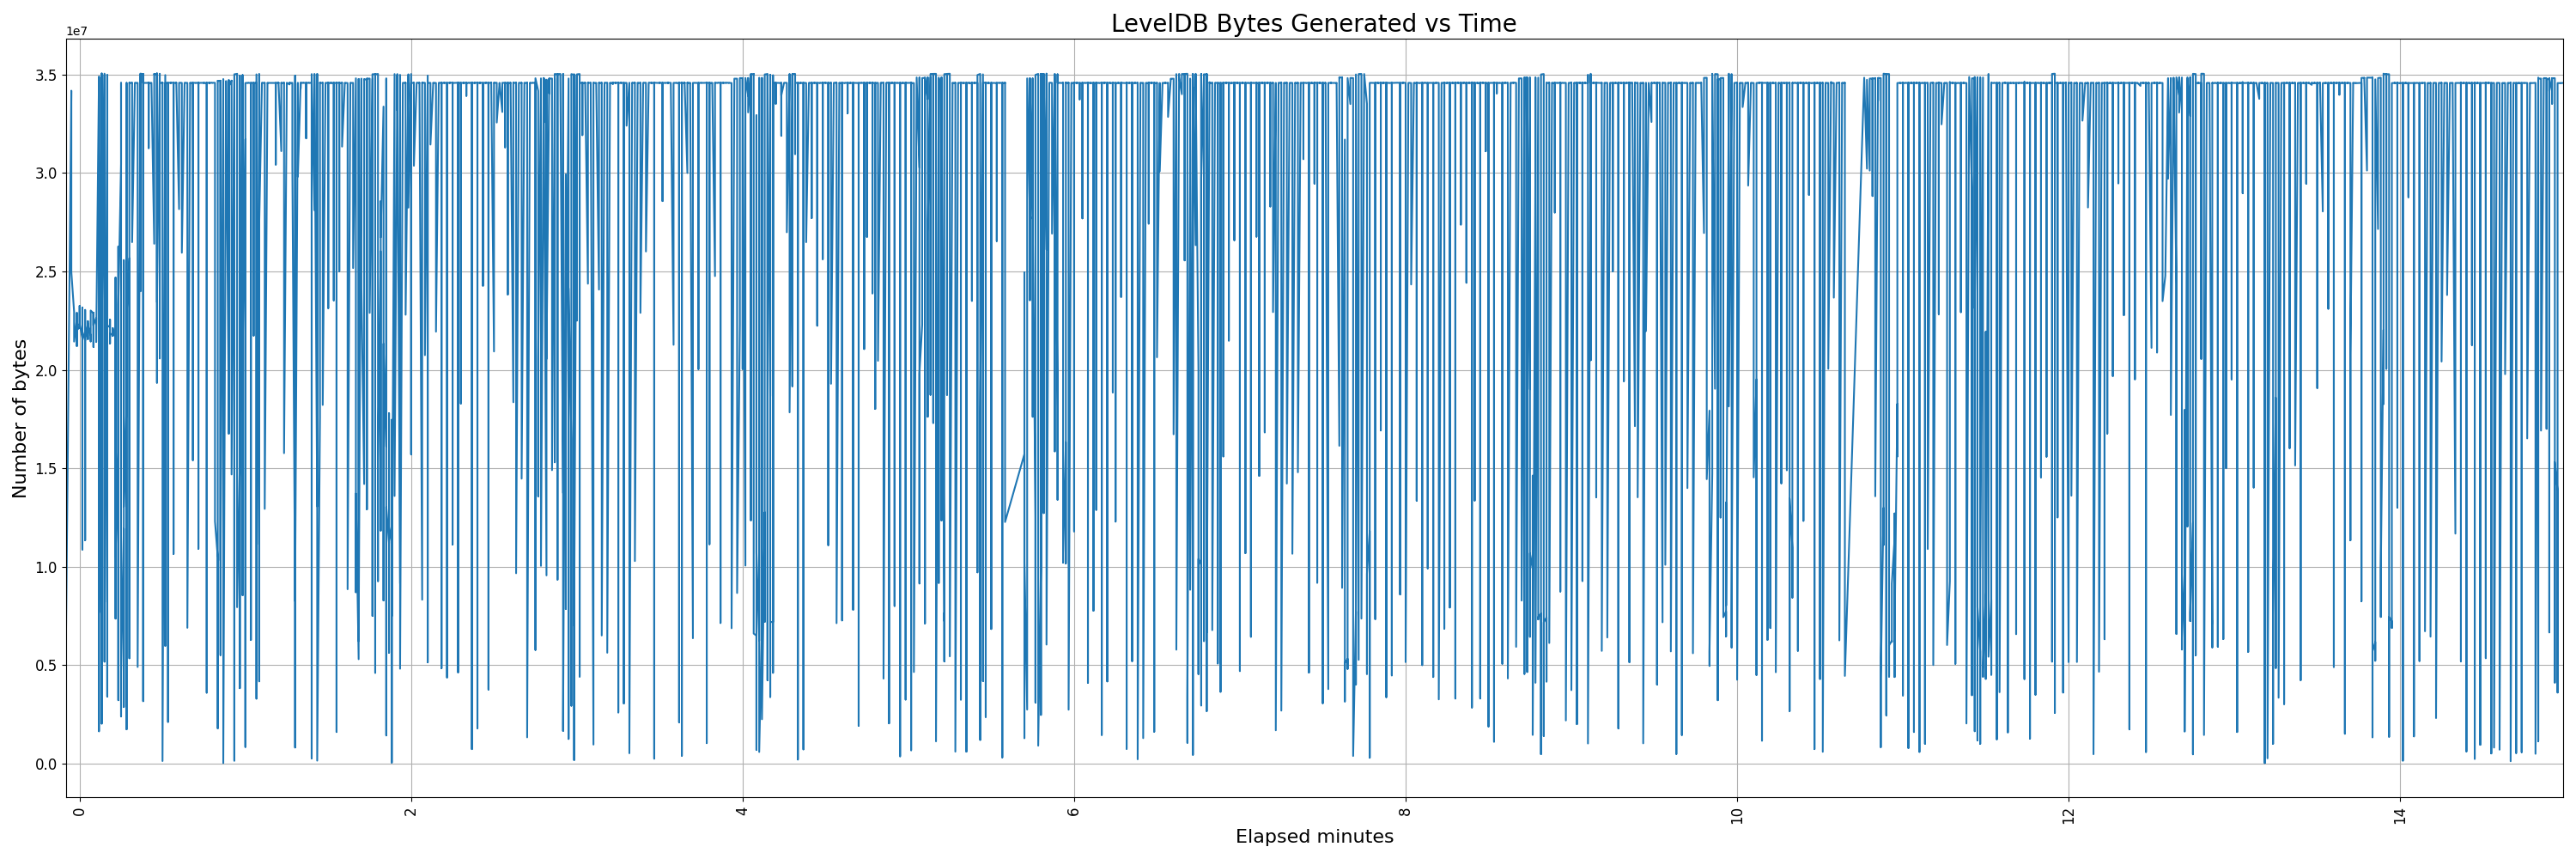 LevelDB Bytes Generated vs Time
1e7
3.5
3.0
2.5
2.0
1.5
1.0
0.5
0.0
Number of bytes
0 2 4 6 8 10 12 14
Elapsed minutes